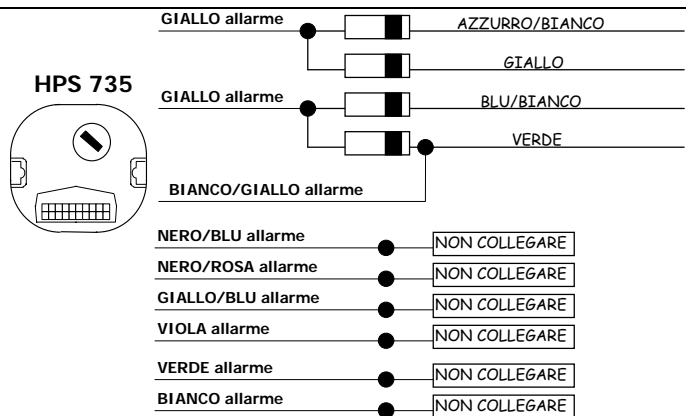 GIALLO allarme
AZZURRO/BIANCO
GIALLO
HPS 735
GIALLO allarme
BLU/BIANCO
VERDE
BIANCO/GIALLO allarme
NERO/BLU allarme
NON COLLEGARE
NERO/ROSA allarme
NON COLLEGARE
GIALLO/BLU allarme
NON COLLEGARE
VIOLA allarme
NON COLLEGARE
VERDE allarme
NON COLLEGARE
BIANCO allarme
NON COLLEGARE